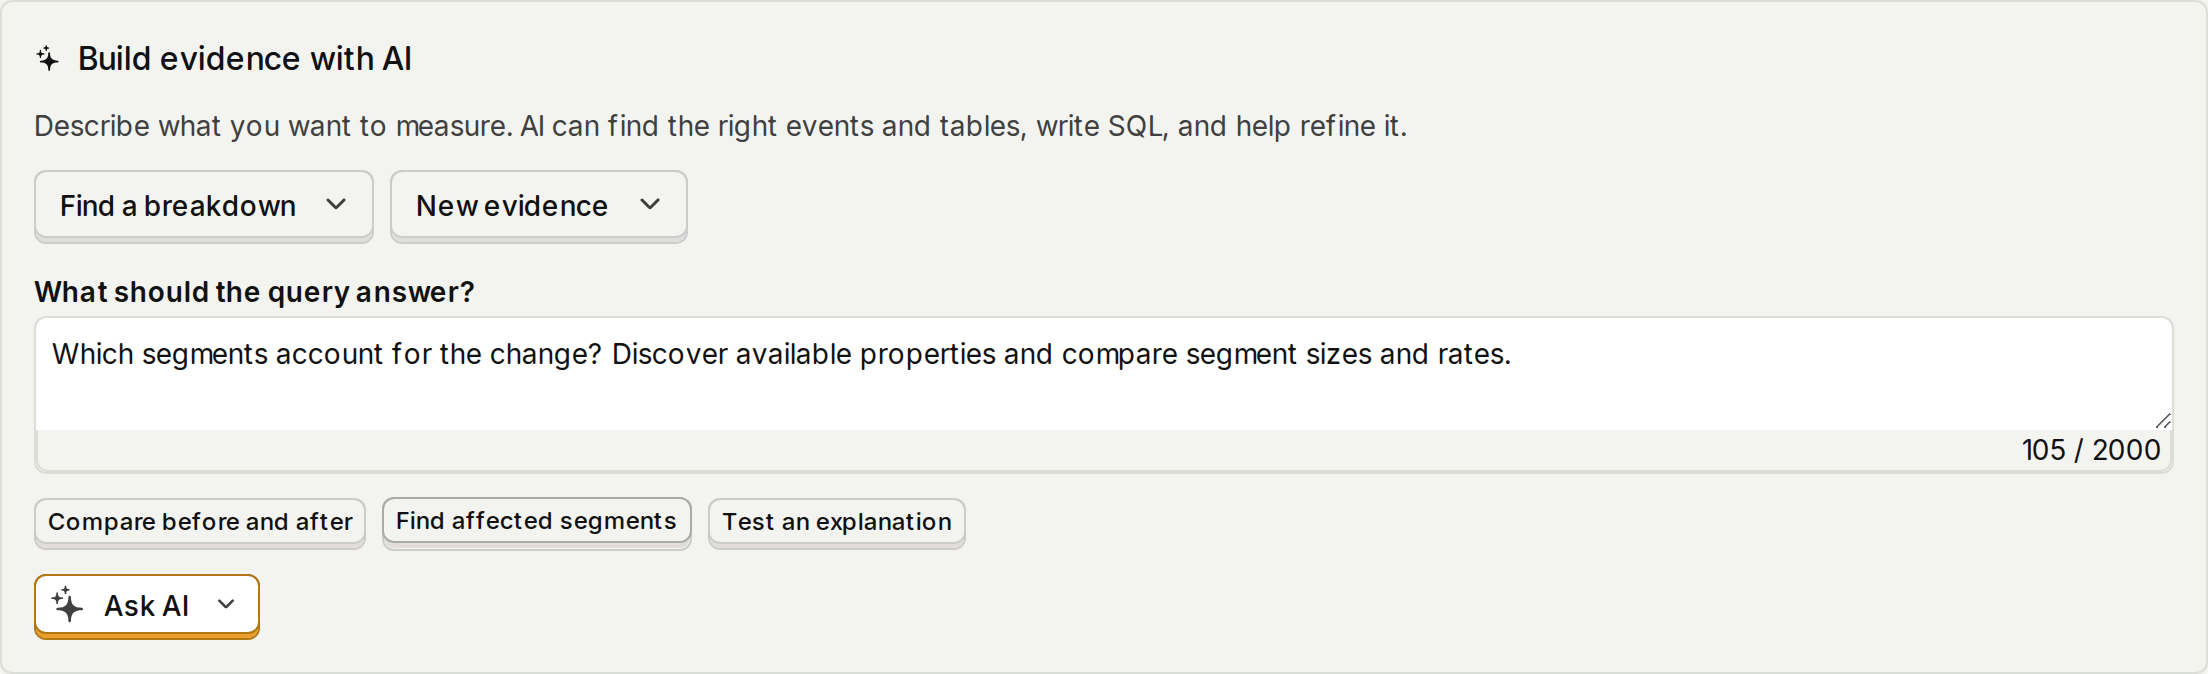 Build evidence with AI
Describe what you want to measure. AI can find the right events and tables, write SQL, and help refine it.
Find a breakdown
New evidence
What should the query answer?
Which segments account for the change? Discover available properties and compare segment sizes and rates.
105 / 2000
Compare before and after
Find affected segments
Test an explanation
Ask AI